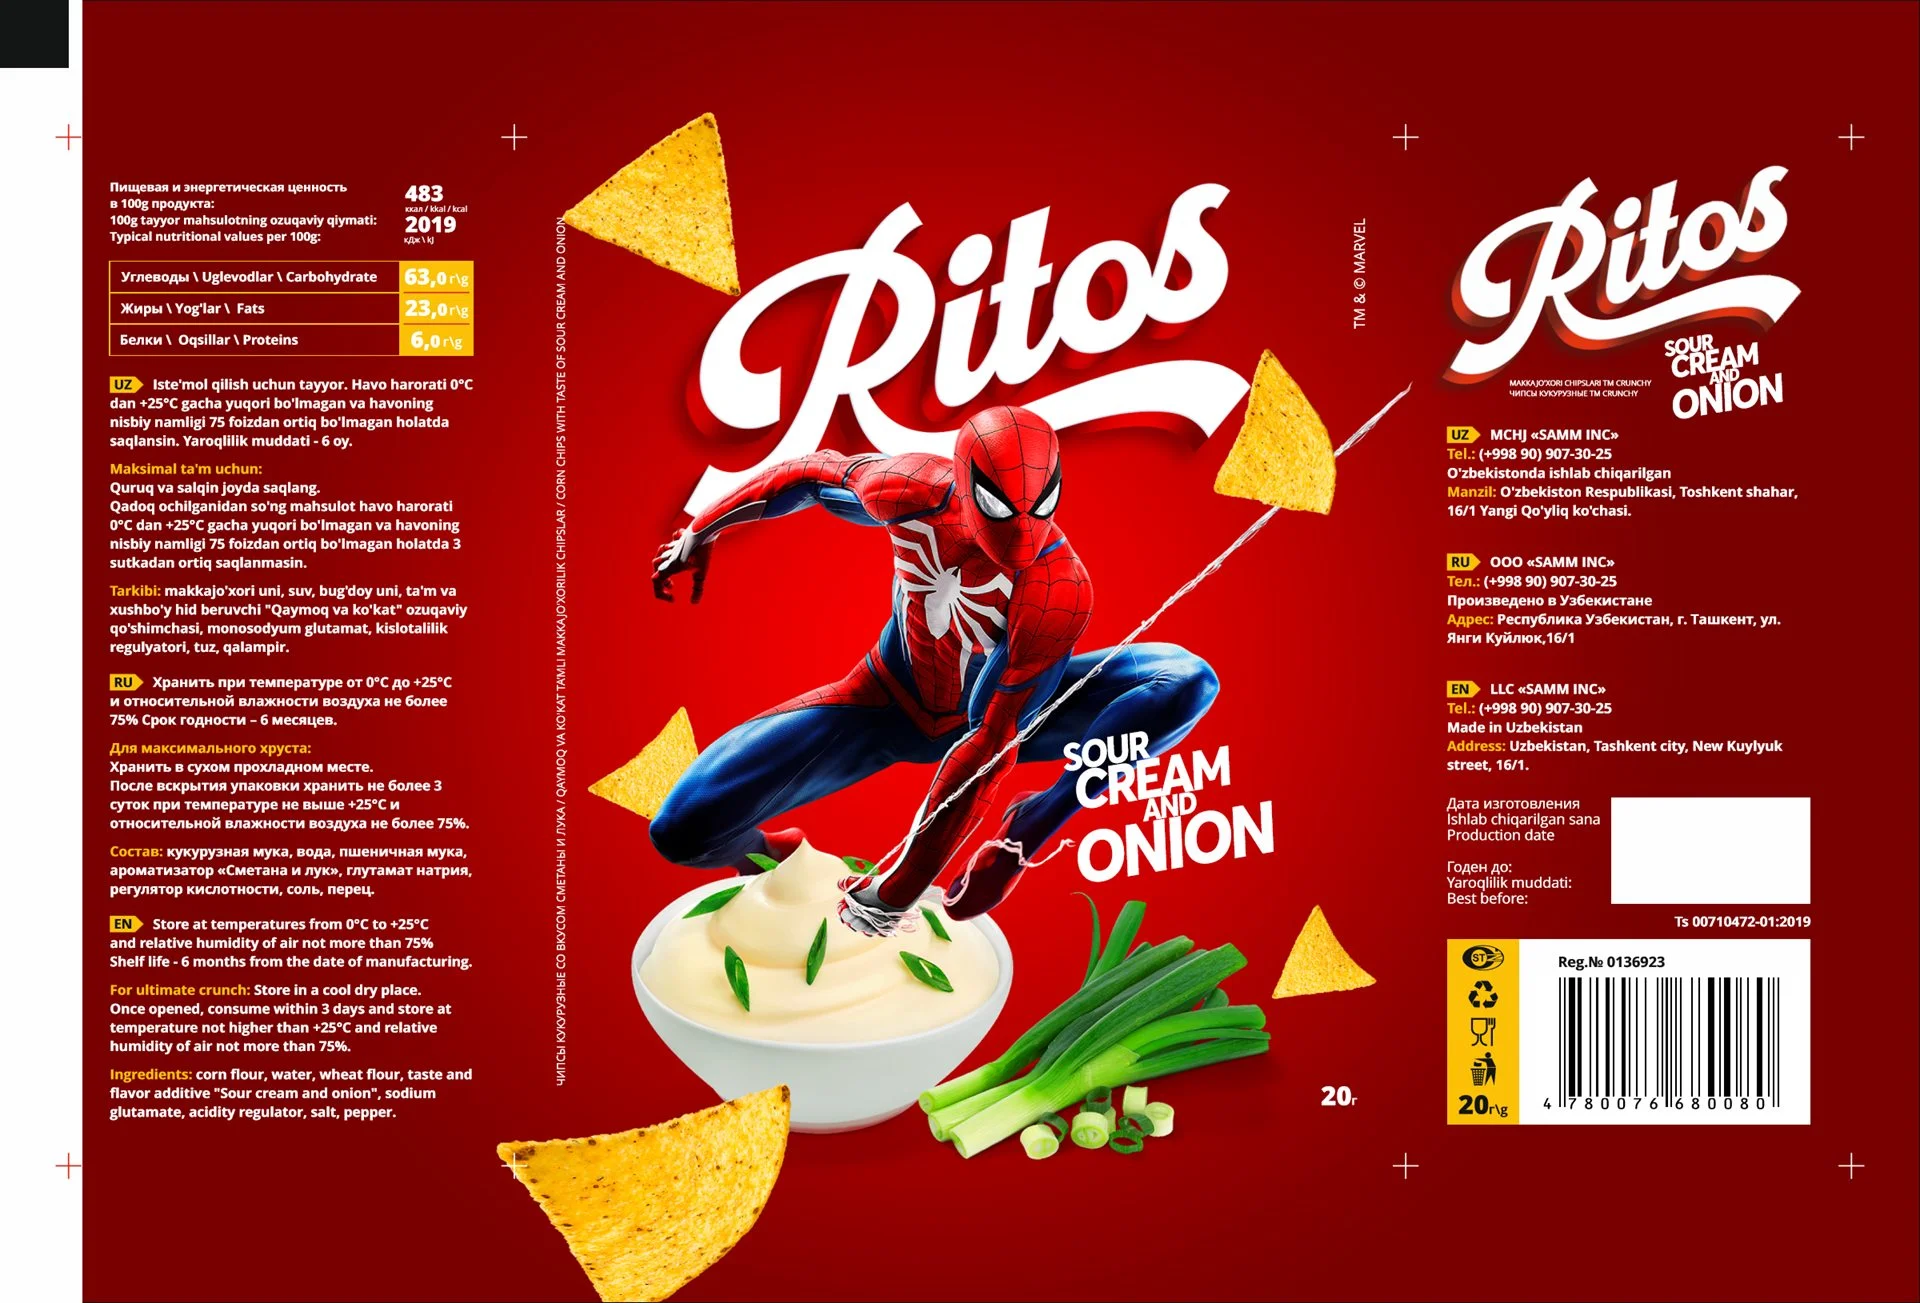 Пищевая и энергетическая ценность
в 100g продукта:
100g tayyor mahsulotning ozuqaviy qiymati:
Typical nutritional values per 100g:
483
ккал / kkal / kcal
2019
кДж \ kJ
Углеводы \ Uglevodlar \ Carbohydrate 63,0 г\g
Жиры \ Yog'lar \ Fats 23,0 г\g
Белки \ Oqsillar \ Proteins 6,0 г\g
UZ Iste'mol qilish uchun tayyor. Havo harorati 0°C
dan +25°C gacha yuqori bo'lmagan va havoning
nisbiy namligi 75 foizdan ortiq bo'lmagan holatda
saqlansin. Yaroqlilik muddati - 6 oy.
Maksimal ta'm uchun:
Quruq va salqin joyda saqlang.
Qadoq ochilganidan so'ng mahsulot havo harorati
0°C dan +25°C gacha yuqori bo'lmagan va havoning
nisbiy namligi 75 foizdan ortiq bo'lmagan holatda 3
sutkadan ortiq saqlanmasin.
Tarkibi: makkajo'xori uni, suv, bug'doy uni, ta'm va
xushbo'y hid beruvchi "Qaymoq va ko'kat" ozuqaviy
qo'shimchasi, monosodyum glutamat, kislotalilik
regulyatori, tuz, qalampir.
RU Хранить при температуре от 0°C до +25°C
и относительной влажности воздуха не более
75% Срок годности – 6 месяцев.
Для максимального хруста:
Хранить в сухом прохладном месте.
После вскрытия упаковки хранить не более 3
суток при температуре не выше +25°C и
относительной влажности воздуха не более 75%.
Состав: кукурузная мука, вода, пшеничная мука,
ароматизатор «Сметана и лук», глутамат натрия,
регулятор кислотности, соль, перец.
EN Store at temperatures from 0°C to +25°C
and relative humidity of air not more than 75%
Shelf life - 6 months from the date of manufacturing.
For ultimate crunch: Store in a cool dry place.
Once opened, consume within 3 days and store at
temperature not higher than +25°C and relative
humidity of air not more than 75%.
Ingredients: corn flour, water, wheat flour, taste and
flavor additive "Sour cream and onion", sodium
glutamate, acidity regulator, salt, pepper.
ЧИПСЫ КУКУРУЗНЫЕ СО ВКУСОМ СМЕТАНЫ И ЛУКА / QAYMOQ VA KO'KAT TA'MLI MAKKAJO'XORILIK CHIPSLAR / CORN CHIPS WITH TASTE OF SOUR CREAM AND ONION
Ritos
TM & © MARVEL
SOUR
CREAM
AND
ONION
20г
Ritos
SOUR
CREAM
AND
ONION
MAKKAJO'XORI CHIPSLARI TM CRUNCHY
ЧИПСЫ КУКУРУЗНЫЕ ТМ CRUNCHY
UZ MCHJ «SAMM INC»
Tel.: (+998 90) 907-30-25
O'zbekistonda ishlab chiqarilgan
Manzil: O'zbekiston Respublikasi, Toshkent shahar,
16/1 Yangi Qo'yliq ko'chasi.
RU ООО «SAMM INC»
Тел.: (+998 90) 907-30-25
Произведено в Узбекистане
Адрес: Республика Узбекистан, г. Ташкент, ул.
Янги Куйлюк,16/1
EN LLC «SAMM INC»
Tel.: (+998 90) 907-30-25
Made in Uzbekistan
Address: Uzbekistan, Tashkent city, New Kuylyuk
street, 16/1.
Дата изготовления
Ishlab chiqarilgan sana
Production date
Годен до:
Yaroqlilik muddati:
Best before:
Ts 00710472-01:2019
ST
Reg.№ 0136923
20г\g
4 780076 680080